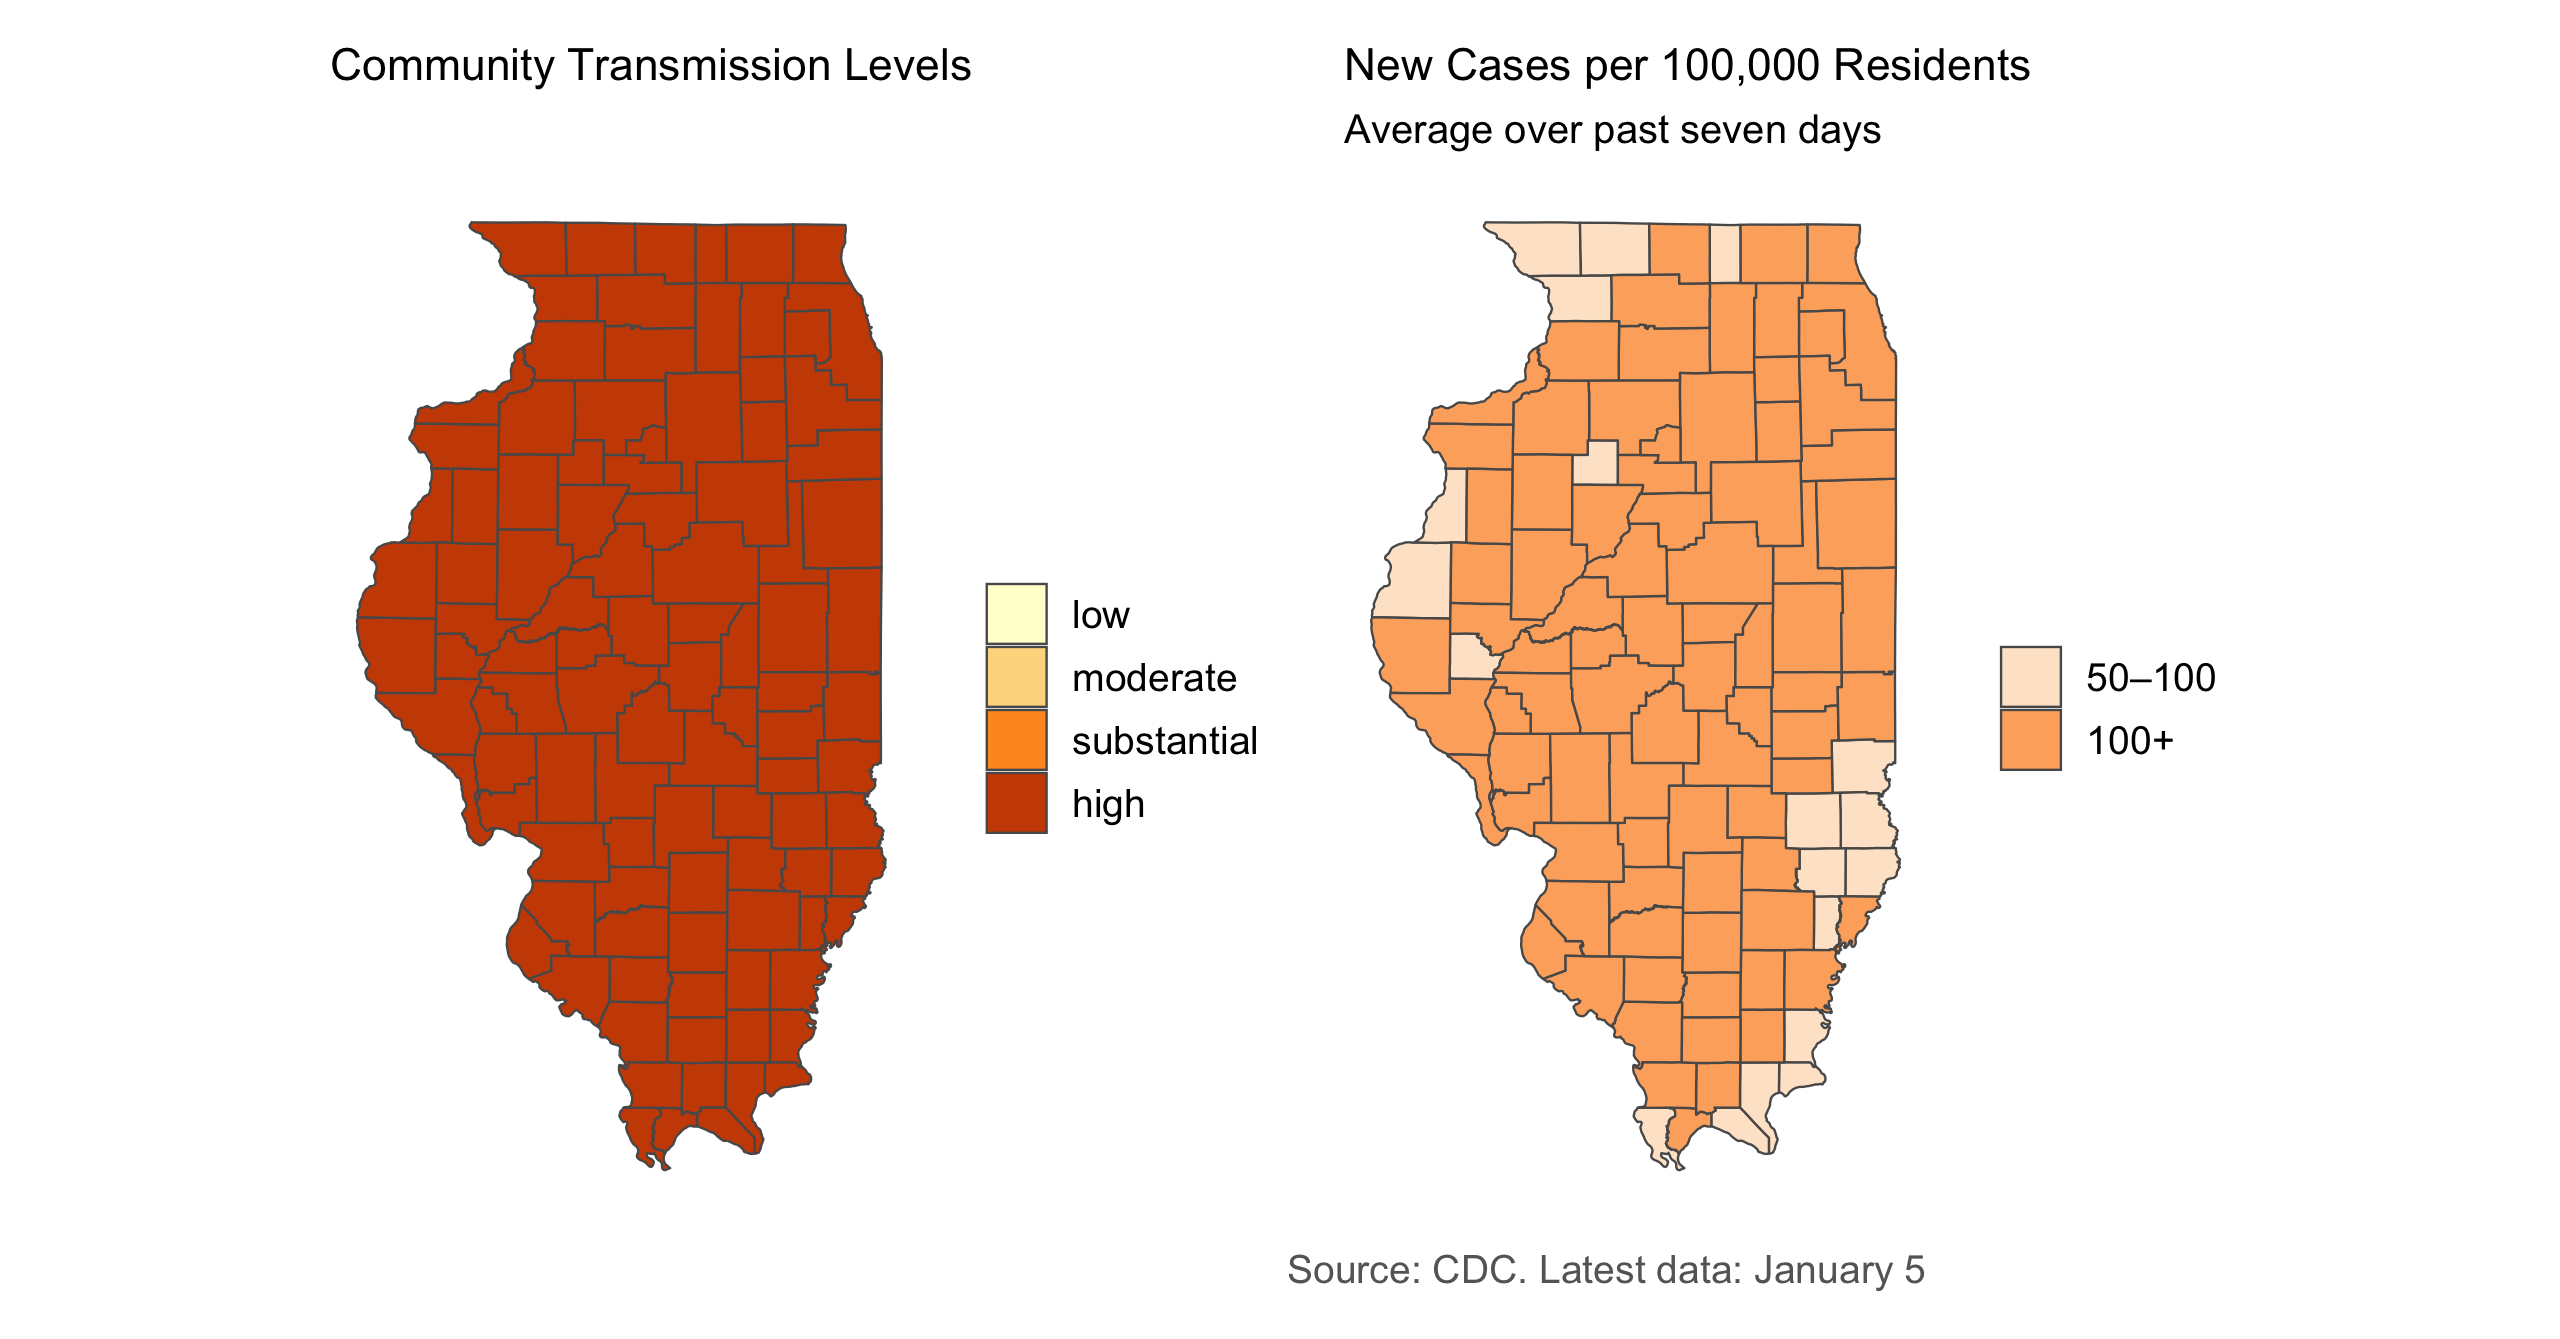 Community Transmission Levels
low
moderate
substantial
high
New Cases per 100,000 Residents
Average over past seven days
50–100
100+
Source: CDC. Latest data: January 5